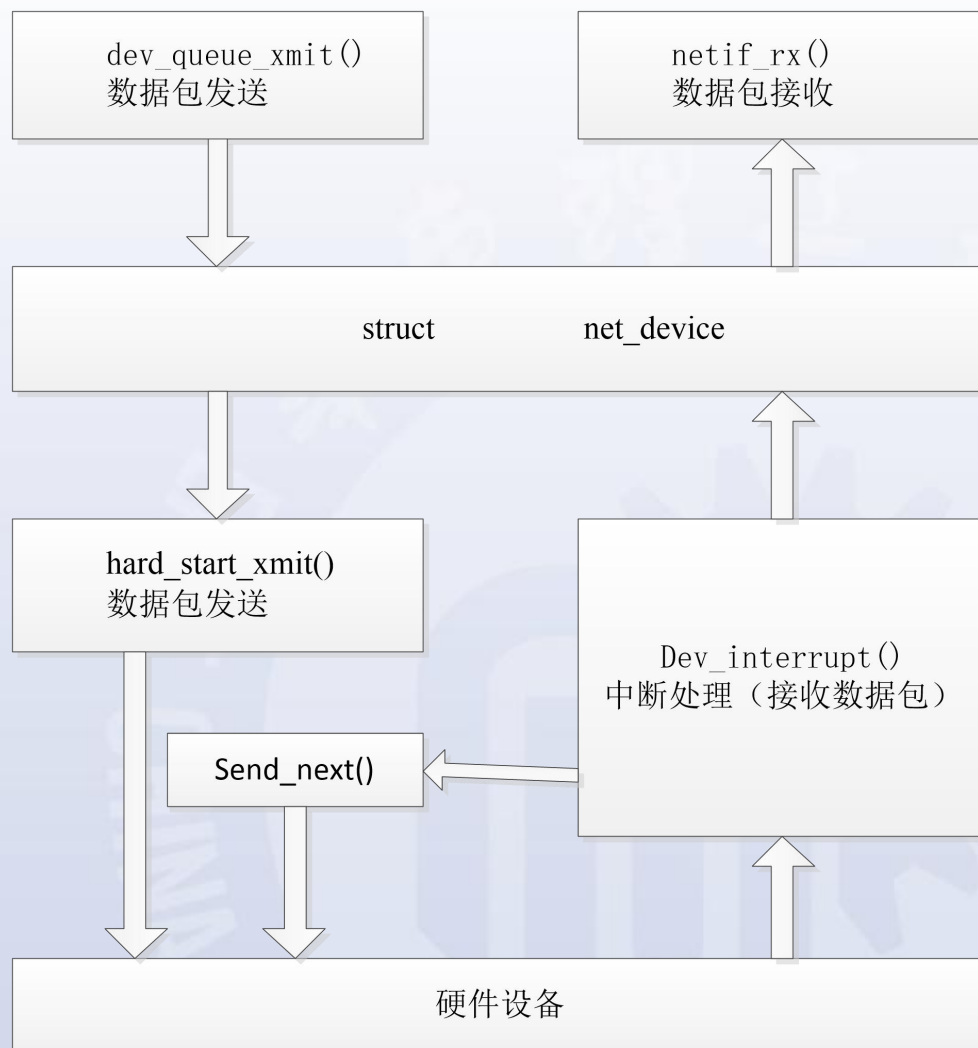 dev_queue_xmit()
数据包发送
netif_rx()
数据包接收
struct net_device
hard_start_xmit()
数据包发送
Dev_interrupt()
中断处理（接收数据包）
Send_next()
硬件设备